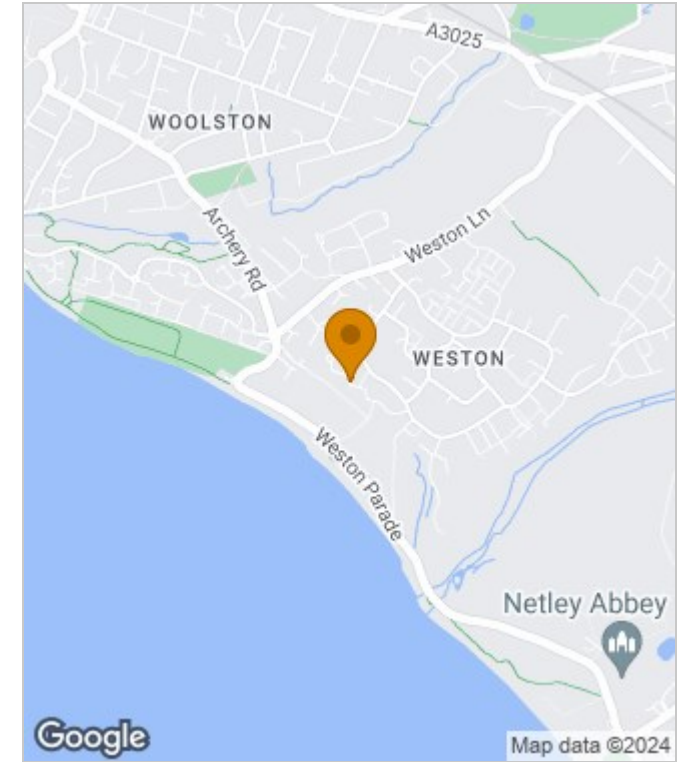 A3025
WOOLSTON
Archery Rd
Weston Ln
WESTON
Weston Parade
Netley Abbey
Google
Map data ©2024